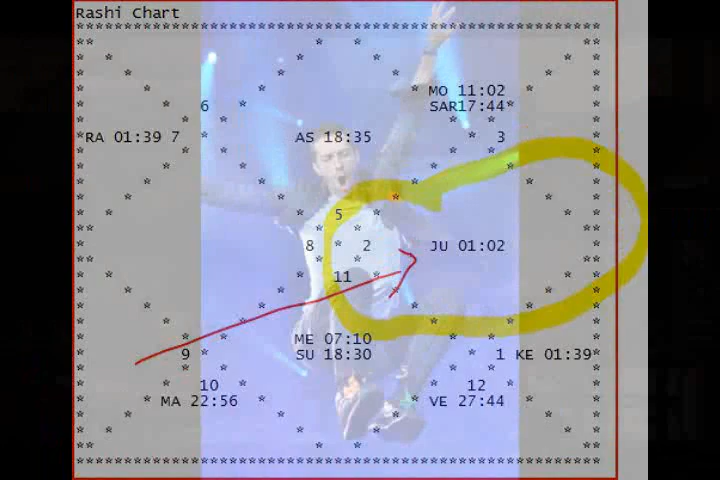 Rashi Chart
MO 11:02
6 SAR17:44
RA 01:39 7 AS 18:35 3
5
8 2 JU 01:02
11
ME 07:10
9 SU 18:30 1 KE 01:39
10 12
MA 22:56 VE 27:44